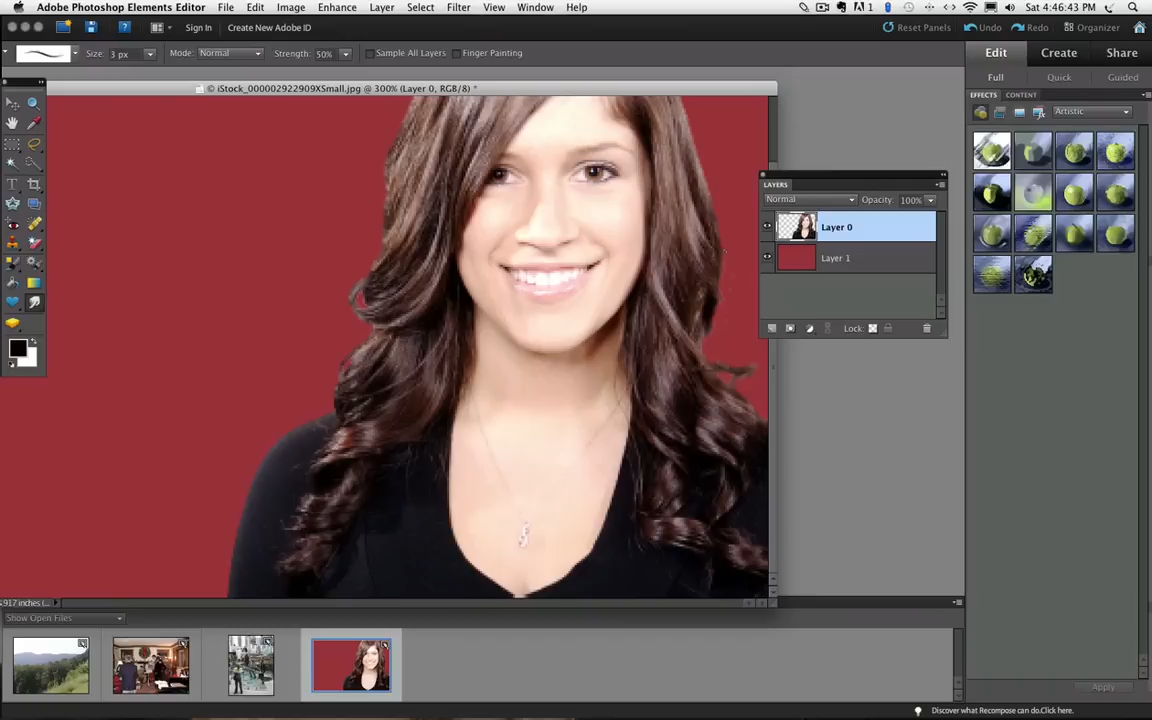 Adobe Photoshop Elements Editor File Edit Image Enhance Layer Select Filter View Window Help 1 Sat 4:46:43 PM
Sign In Create New Adobe ID Reset Panels Undo Redo Organizer
Size: 3 px Mode: Normal Strength: 50% Sample All Layers Finger Painting
Edit Create Share
Full Quick Guided
© iStock_000002922909XSmall.jpg @ 300% (Layer 0, RGB/8) *
EFFECTS CONTENT
Artistic
LAYERS
Normal Opacity: 100%
Layer 0
Layer 1
Lock:
917 inches (...
Show Open Files
Apply
Discover what Recompose can do.Click here.